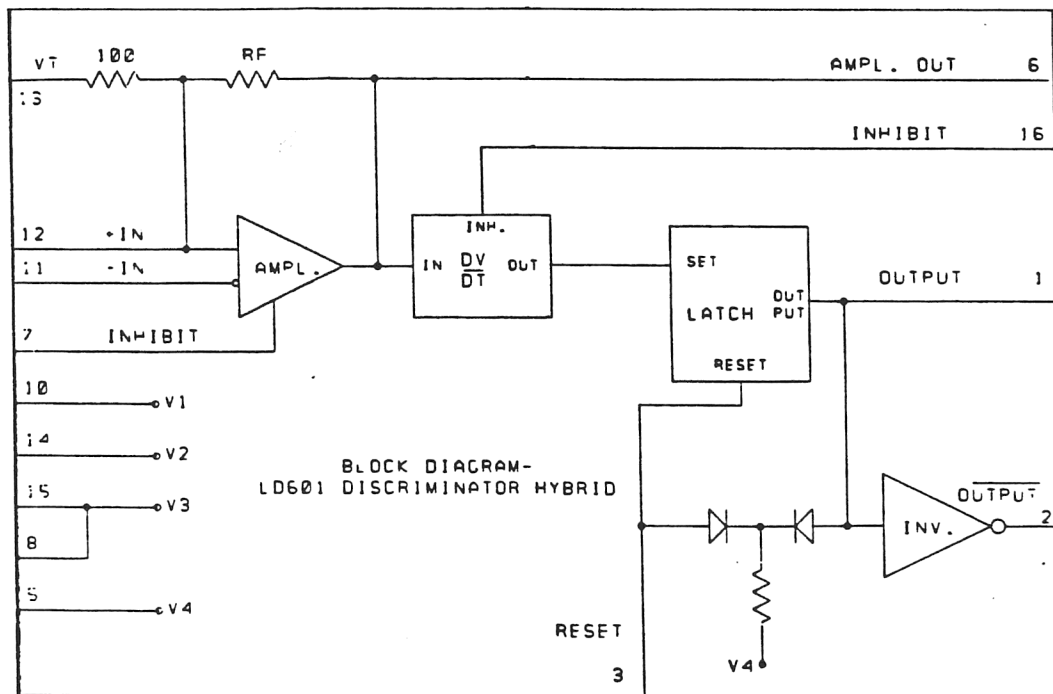 VT 100 RF
13
AMPL. OUT 6
INHIBIT 16
12 +IN
11 -IN
AMPL.
7 INHIBIT
INH.
IN DV OUT
DT
SET
LATCH OUT
PUT
RESET
OUTPUT 1
10 V1
14 V2
15 V3
8
5 V4
BLOCK DIAGRAM-
LD601 DISCRIMINATOR HYBRID
INV.
OUTPUT
2
V4
RESET
3